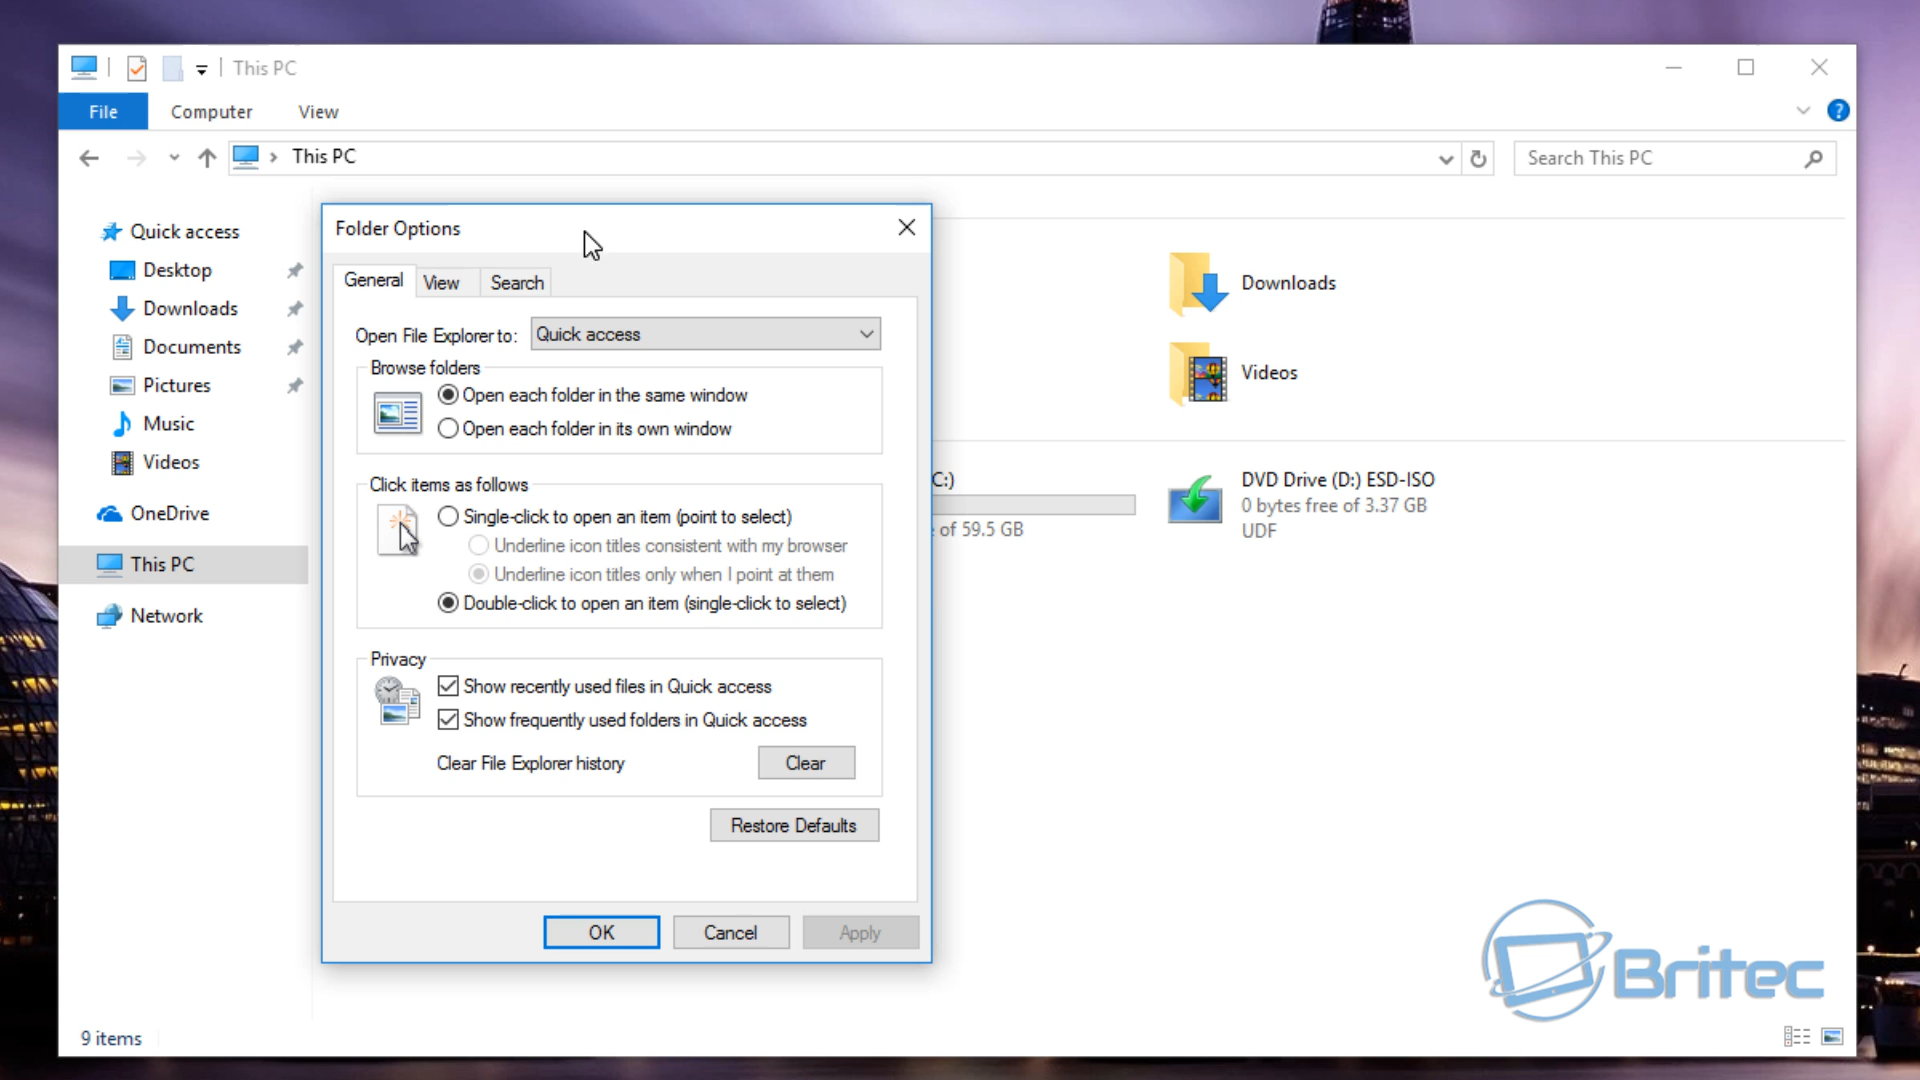 This PC
File Computer View
This PC
Search This PC
Quick access
Desktop
Downloads
Documents
Pictures
Music
Videos
OneDrive
This PC
Network
Folder Options
General View Search
Open File Explorer to: Quick access
Browse folders
Open each folder in the same window
Open each folder in its own window
Click items as follows
Single-click to open an item (point to select)
Underline icon titles consistent with my browser
Underline icon titles only when I point at them
Double-click to open an item (single-click to select)
Privacy
Show recently used files in Quick access
Show frequently used folders in Quick access
Clear File Explorer history Clear
Restore Defaults
OK Cancel Apply
Downloads
Videos
C:)
of 59.5 GB
DVD Drive (D:) ESD-ISO
0 bytes free of 3.37 GB
UDF
Britec
9 items